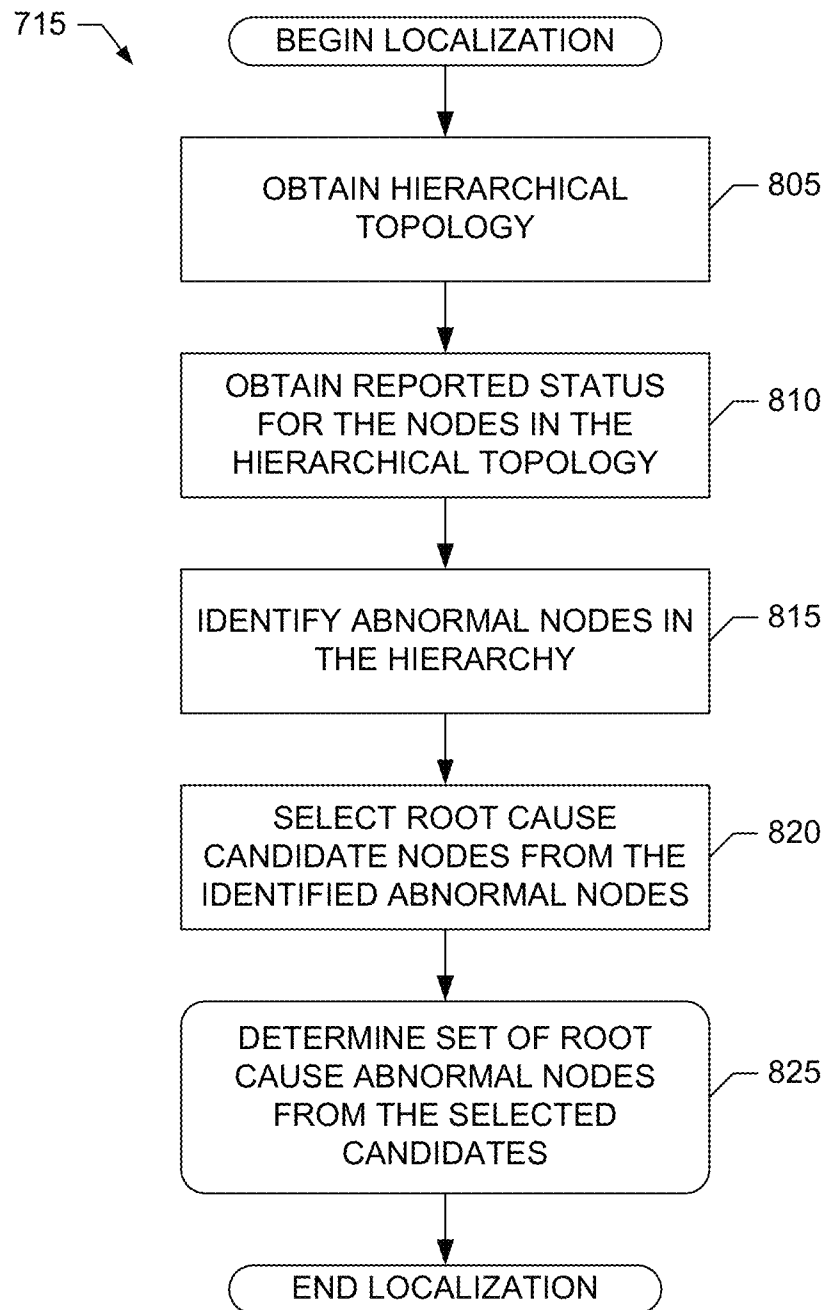 715
BEGIN LOCALIZATION
OBTAIN HIERARCHICAL
TOPOLOGY
805
OBTAIN REPORTED STATUS
FOR THE NODES IN THE
HIERARCHICAL TOPOLOGY
810
IDENTIFY ABNORMAL NODES IN
THE HIERARCHY
815
SELECT ROOT CAUSE
CANDIDATE NODES FROM THE
IDENTIFIED ABNORMAL NODES
820
DETERMINE SET OF ROOT
CAUSE ABNORMAL NODES
FROM THE SELECTED
CANDIDATES
825
END LOCALIZATION